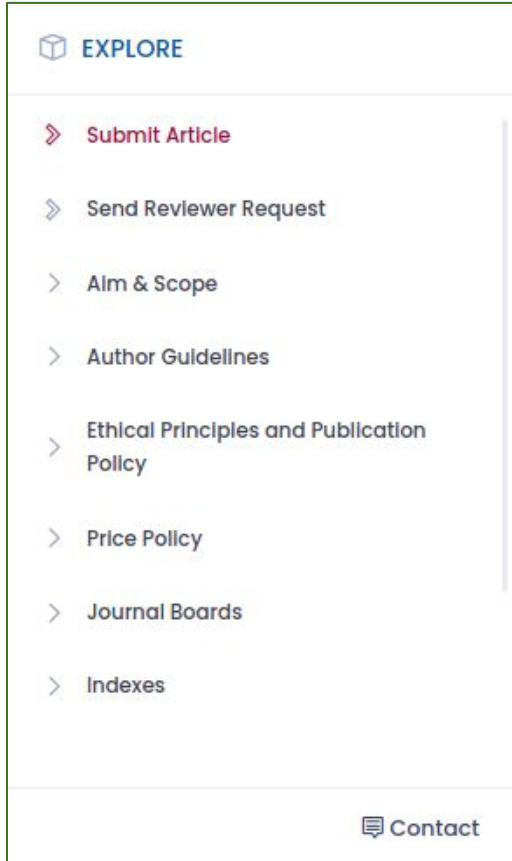 EXPLORE
Submit Article
Send Reviewer Request
Aim & Scope
Author Guidelines
Ethical Principles and Publication
Policy
Price Policy
Journal Boards
Indexes
Contact